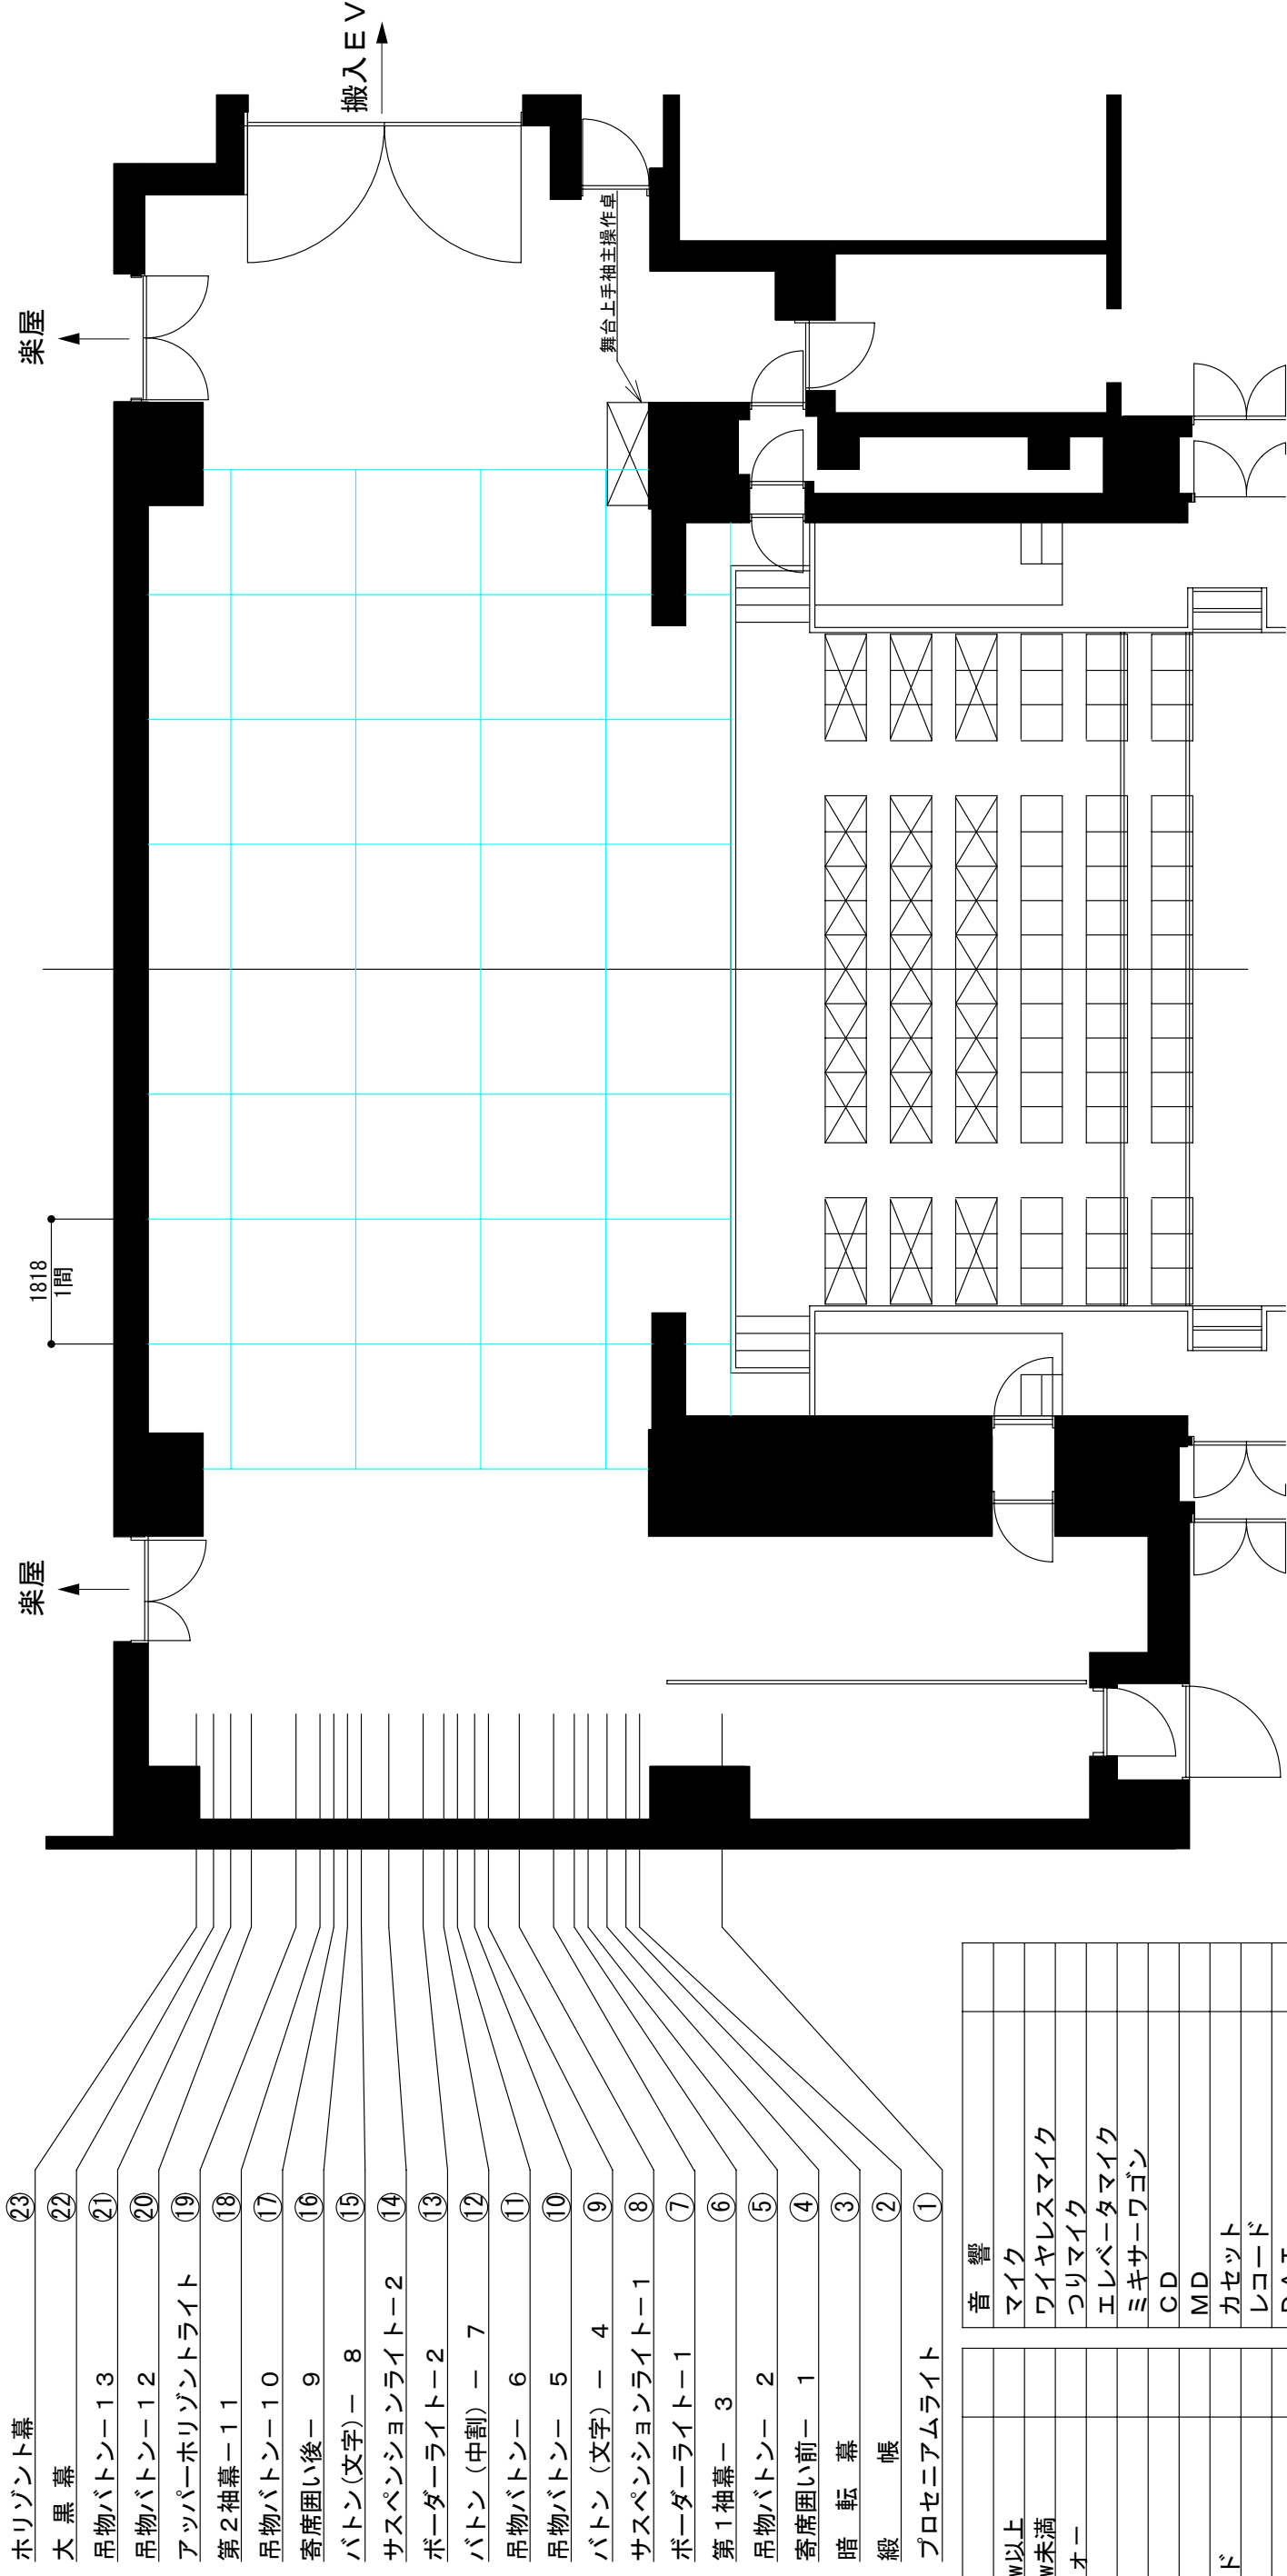 搬入ＥＶ
楽屋
舞台上手袖主操作卓
1818
1間
楽屋
ホリゾント幕 ㉓
大 黒 幕 ㉒
吊物バトン－１３ ㉑
吊物バトン－１２ ⑳
アッパーホリゾントライト ⑲
第２袖幕－１１ ⑱
吊物バトン－１０ ⑰
寄席囲い後－ ９ ⑯
バトン（文字）－ ８ ⑮
サスペンションライト－２ ⑭
ボーダーライト－２ ⑬
バトン（中割）－ ７ ⑫
吊物バトン－ ６ ⑪
吊物バトン－ ５ ⑩
バトン（文字）－ ４ ⑨
サスペンションライト－１ ⑧
ボーダーライト－１ ⑦
第１袖幕－ ３ ⑥
吊物バトン－ ２ ⑤
寄席囲い前－ １ ④
暗 転 幕 ③
緞 帳 ②
プロセニアムライト ①
音 響
マイク
ワイヤレスマイク
つりマイク
エレベータマイク
ミキサーワゴン
ＣＤ
ＭＤ
カセット
レコード
ＤＡＴ
w以上
w未満
ォー
ド